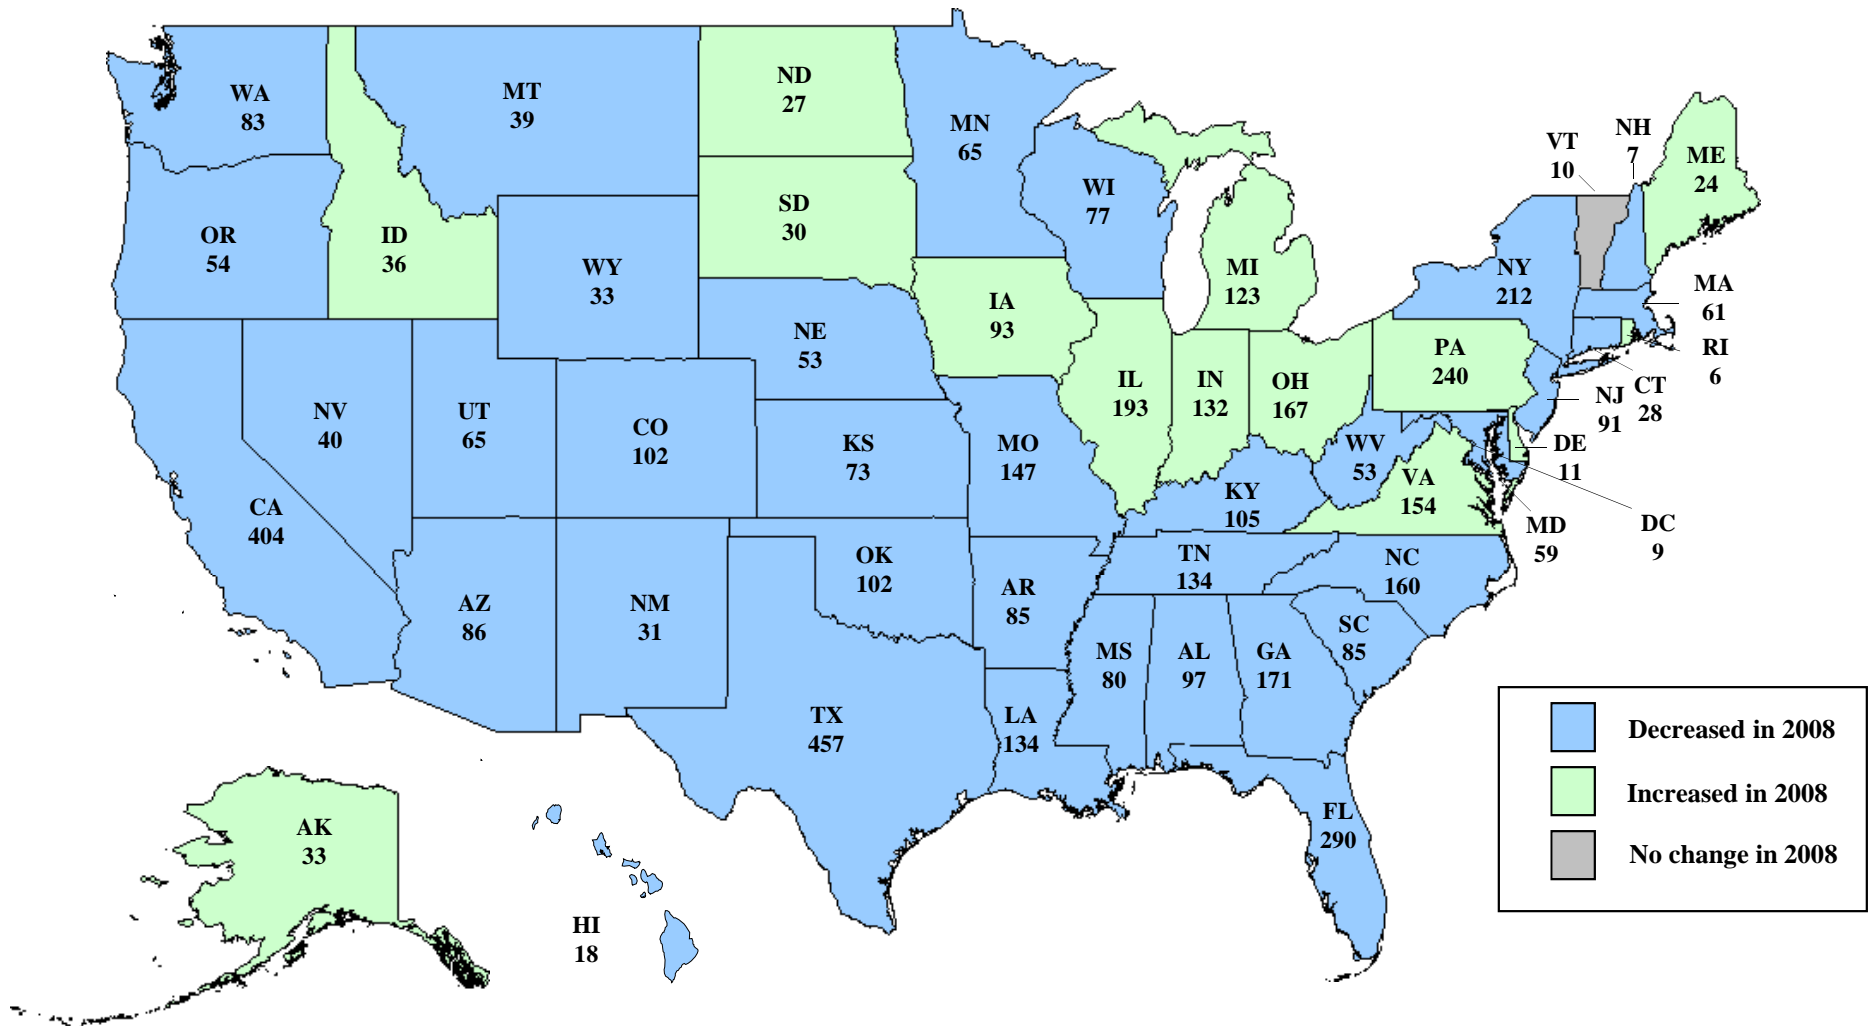 WA
83
MT
39
ND
27
MN
65
VT
10
NH
7
ME
24
OR
54
ID
36
WY
33
SD
30
WI
77
MI
123
NY
212
MA
61
RI
6
CT
28
NJ
91
NE
53
IA
93
IL
193
IN
132
OH
167
PA
240
DE
11
NV
40
UT
65
CO
102
KS
73
MO
147
KY
105
WV
53
VA
154
MD
59
DC
9
CA
404
AZ
86
NM
31
OK
102
AR
85
TN
134
NC
160
SC
85
MS
80
AL
97
GA
171
TX
457
LA
134
FL
290
AK
33
HI
18
Decreased in 2008
Increased in 2008
No change in 2008